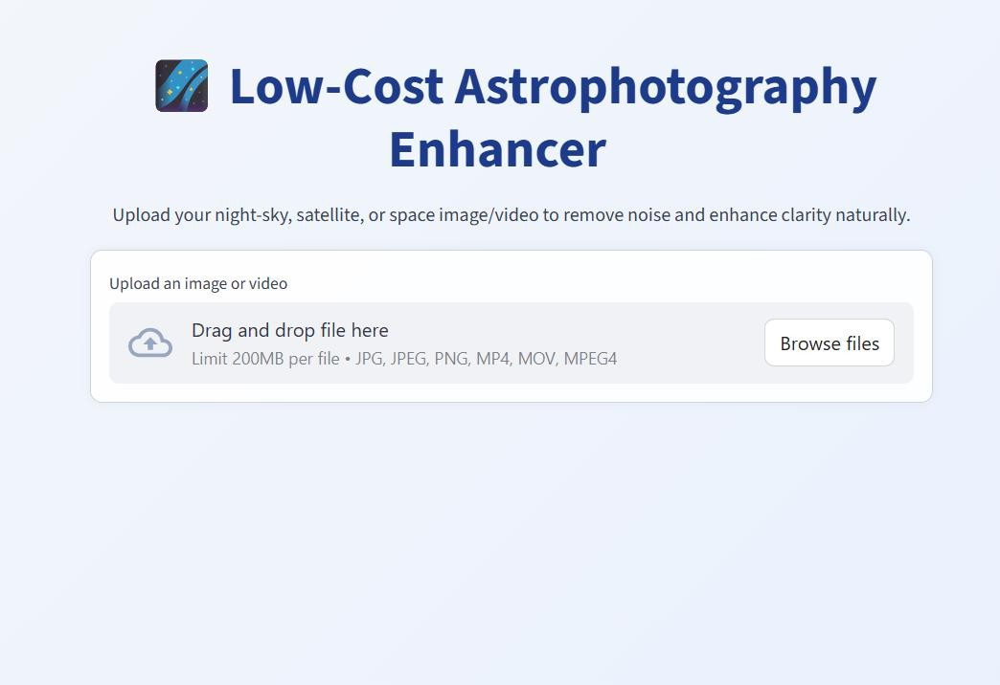 Low-Cost Astrophotography
Enhancer
Upload your night-sky, satellite, or space image/video to remove noise and enhance clarity naturally.
Upload an image or video
Drag and drop file here
Limit 200MB per file • JPG, JPEG, PNG, MP4, MOV, MPEG4
Browse files